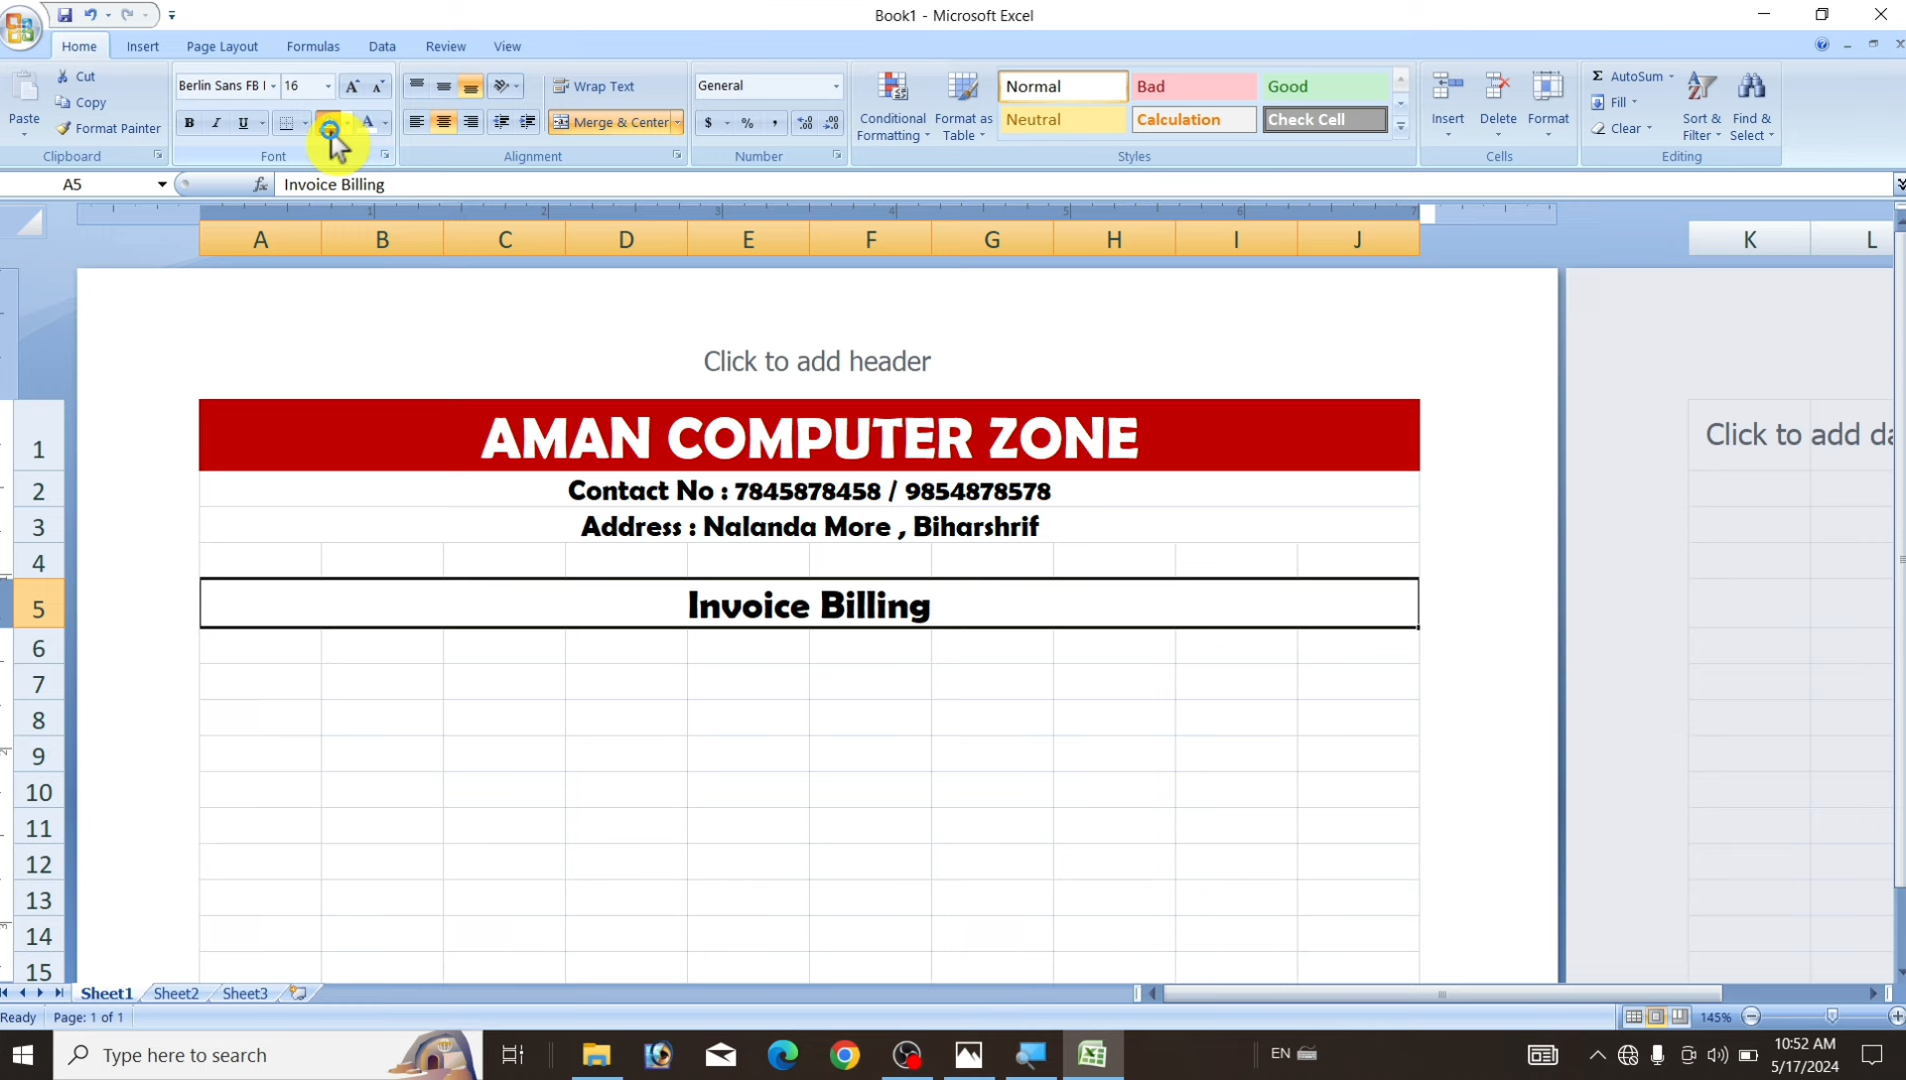 Book1 - Microsoft Excel
Home Insert Page Layout Formulas Data Review View
Cut
Copy
Format Painter
Paste
Clipboard
Berlin Sans FB 16
B I U A
Font
Wrap Text
Merge & Center
Alignment
General
$ % ,
Number
Conditional Formatting
Format as Table
Normal Bad Good
Neutral Calculation Check Cell
Styles
Insert Delete Format
Cells
Σ AutoSum
Fill
Clear
Sort & Filter
Find & Select
Editing
A5 fx Invoice Billing
A B C D E F G H I J K L
Click to add header
1 AMAN COMPUTER ZONE
Click to add da
2 Contact No : 7845878458 / 9854878578
3 Address : Nalanda More , Biharshrif
4
5 Invoice Billing
6
7
8
9
10
11
12
13
14
15
Sheet1 Sheet2 Sheet3
Ready Page: 1 of 1 145%
Type here to search
EN
10:52 AM
5/17/2024